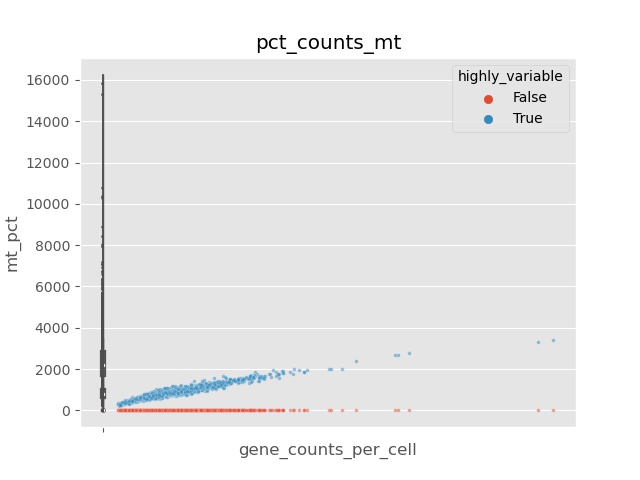 pct_counts_mt
highly_variable
False
True
16000
14000
12000
10000
8000
6000
4000
2000
0
mt_pct
gene_counts_per_cell